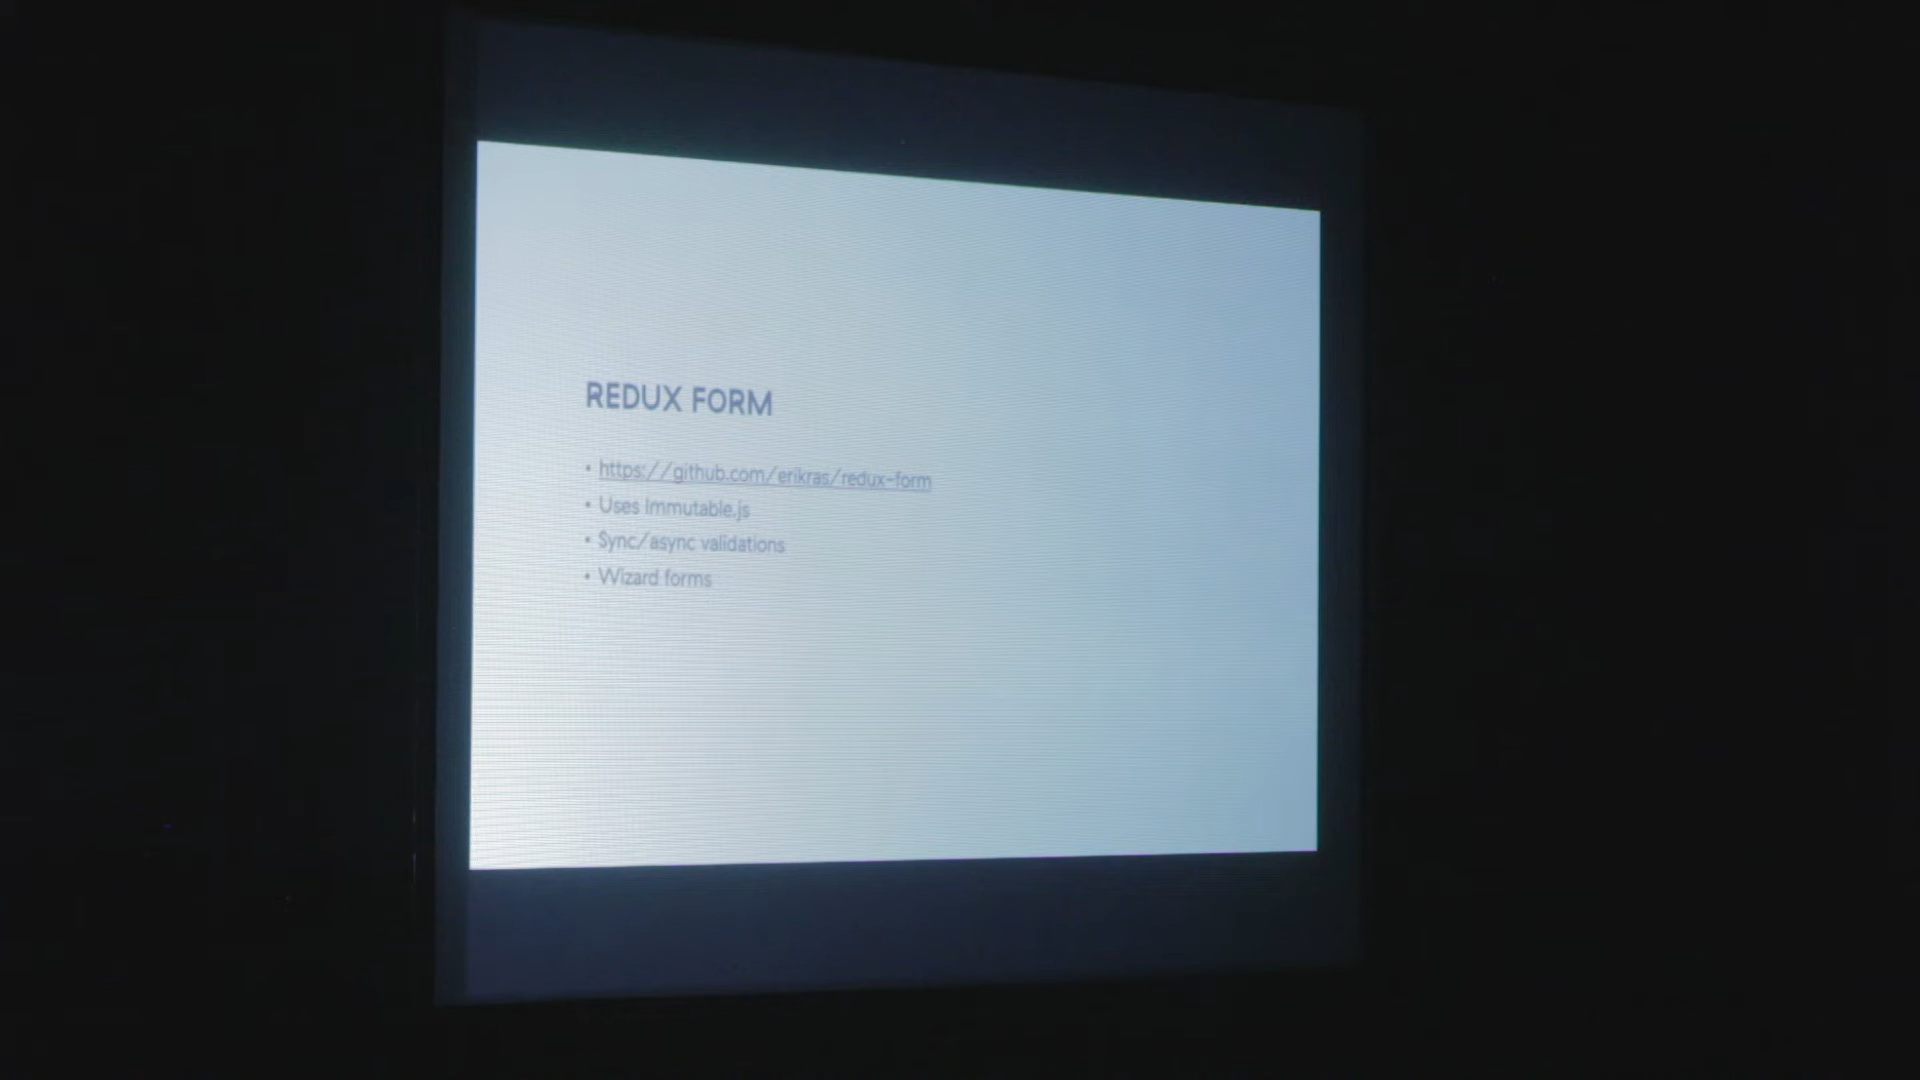 REDUX FORM
• https://github.com/erikras/redux-form
• Uses Immutable.js
• Sync/async validations
• Wizard forms